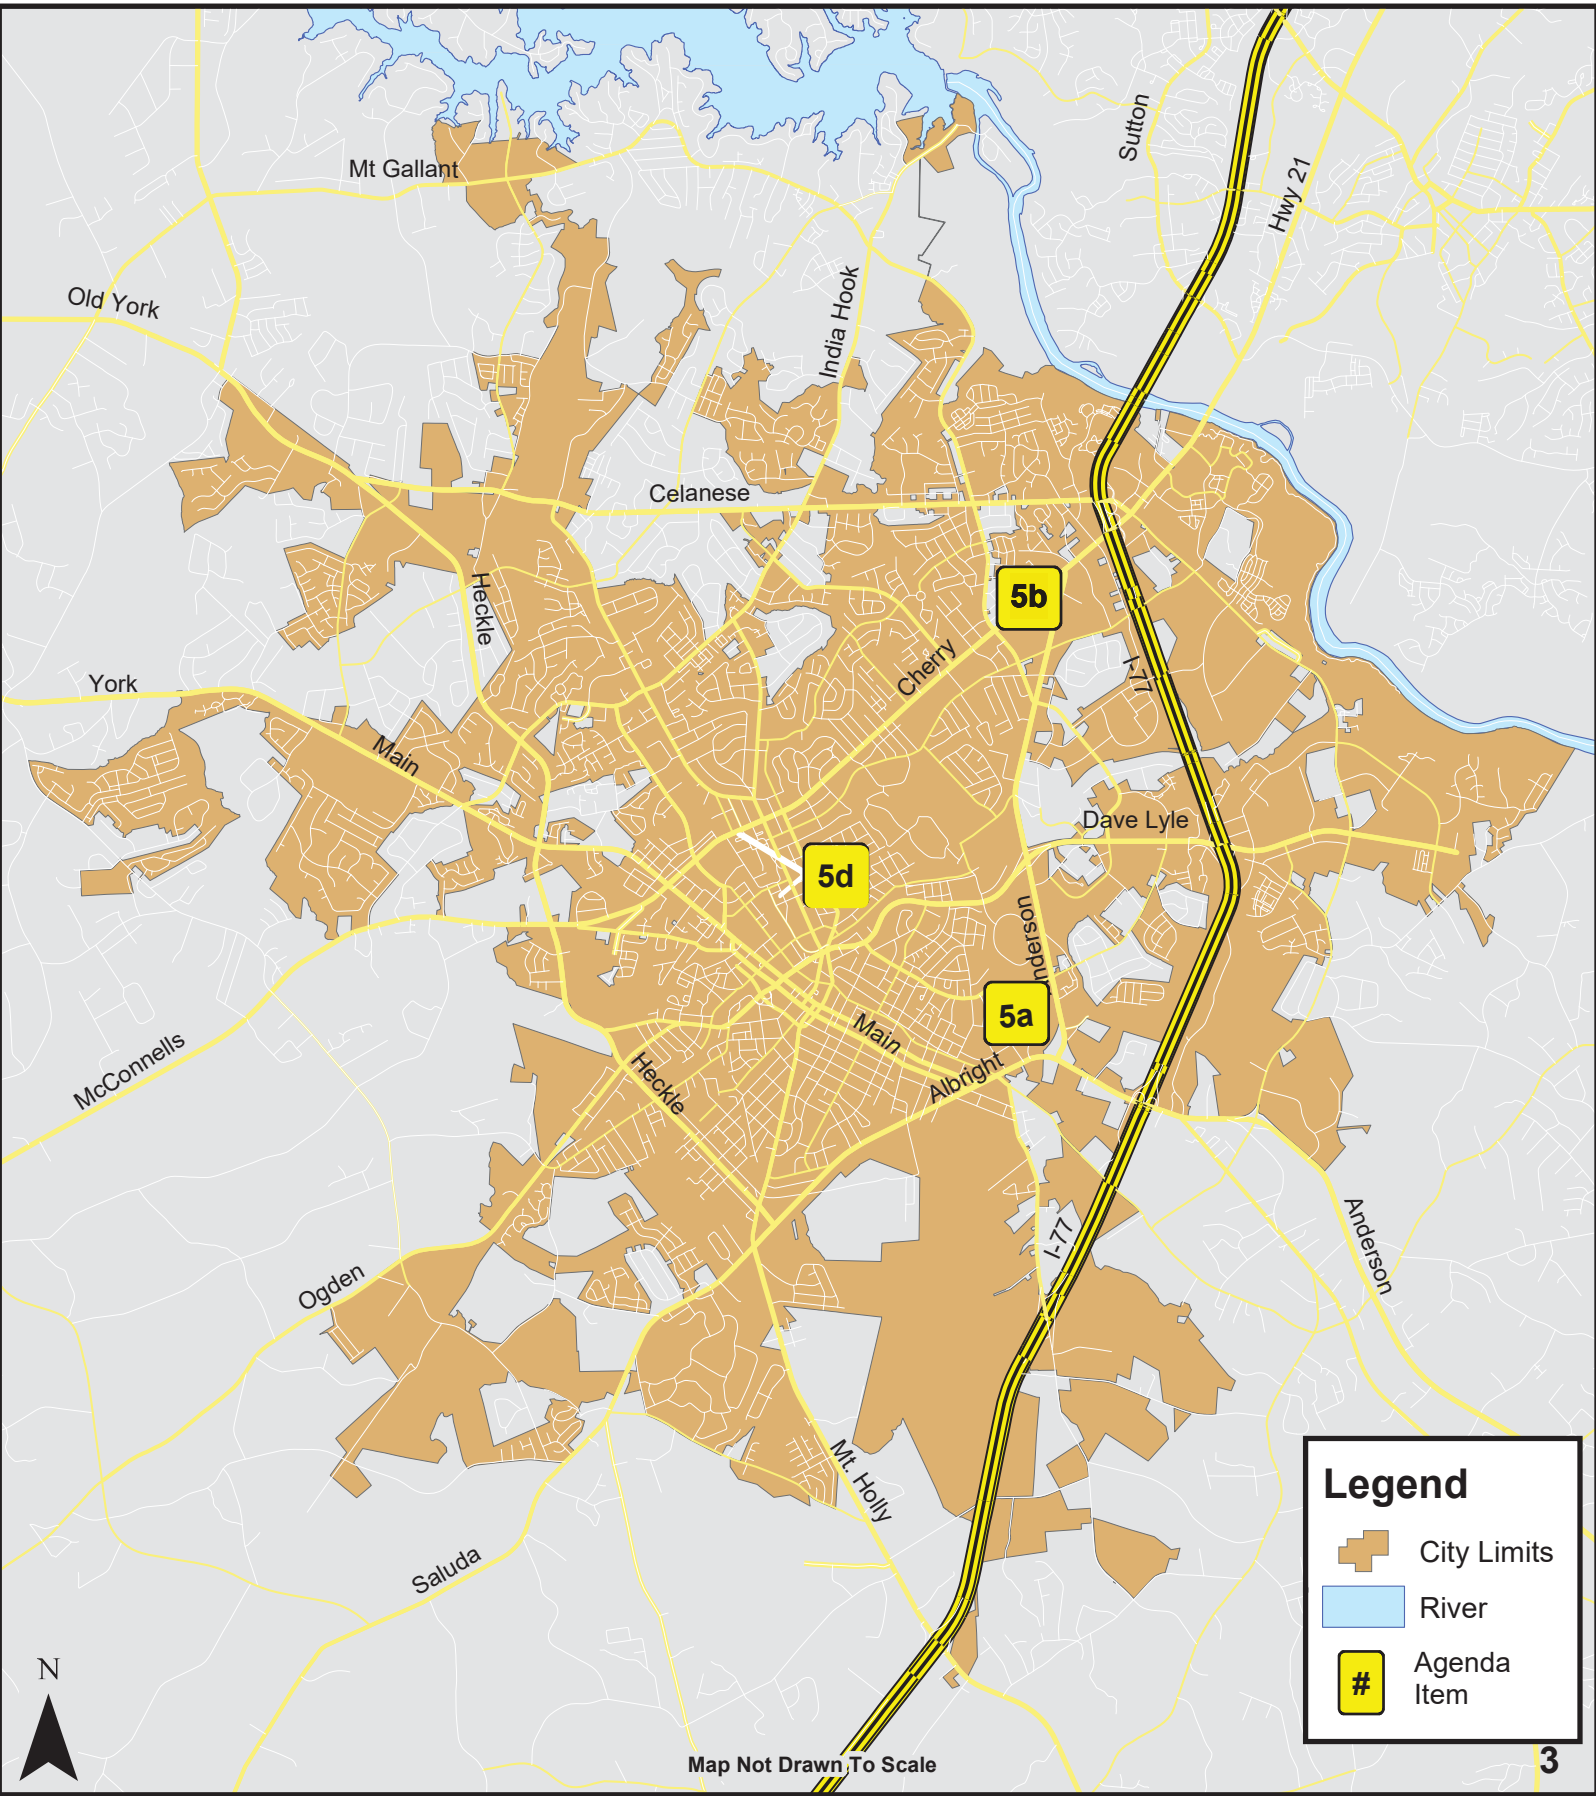 Sutton
Mt Gallant
Hwy 21
Old York
India Hook
Celanese
Heckle
5b
Cherry
I-77
York
Main
Dave Lyle
5d
nderson
5a
Main
Albright
McConnells
Heckle
I-77
Anderson
Ogden
Mt. Holly
Saluda
Legend
City Limits
River
#
Agenda
Item
N
Map Not Drawn To Scale
3